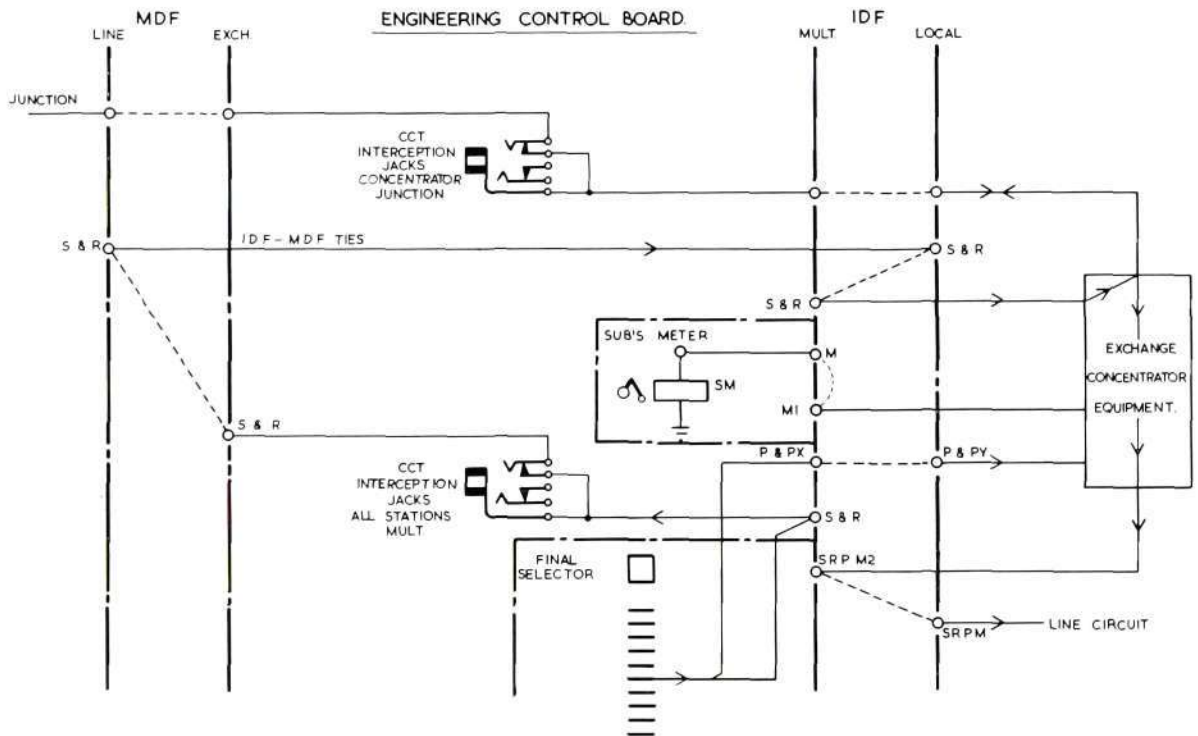 MDF
ENGINEERING CONTROL BOARD.
IDF
LINE
EXCH.
MULT.
LOCAL
JUNCTION
CCT
INTERCEPTION
JACKS
CONCENTRATOR
JUNCTION
S & R
IDF-MDF TIES
S & R
S & R
SUB'S METER
M
SM
M1
EXCHANGE
CONCENTRATOR
EQUIPMENT.
S & R
P & PX
P & PY
CCT
INTERCEPTION
JACKS
ALL STATIONS
MULT
S & R
FINAL
SELECTOR
SRPM2
SRPM
LINE CIRCUIT